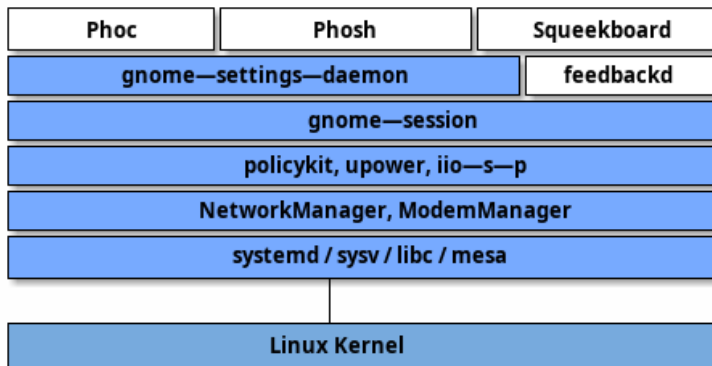 Phoc
Phosh
Squeekboard
gnome—settings—daemon
feedbackd
gnome—session
policykit, upower, iio—s—p
NetworkManager, ModemManager
systemd / sysv / libc / mesa
Linux Kernel